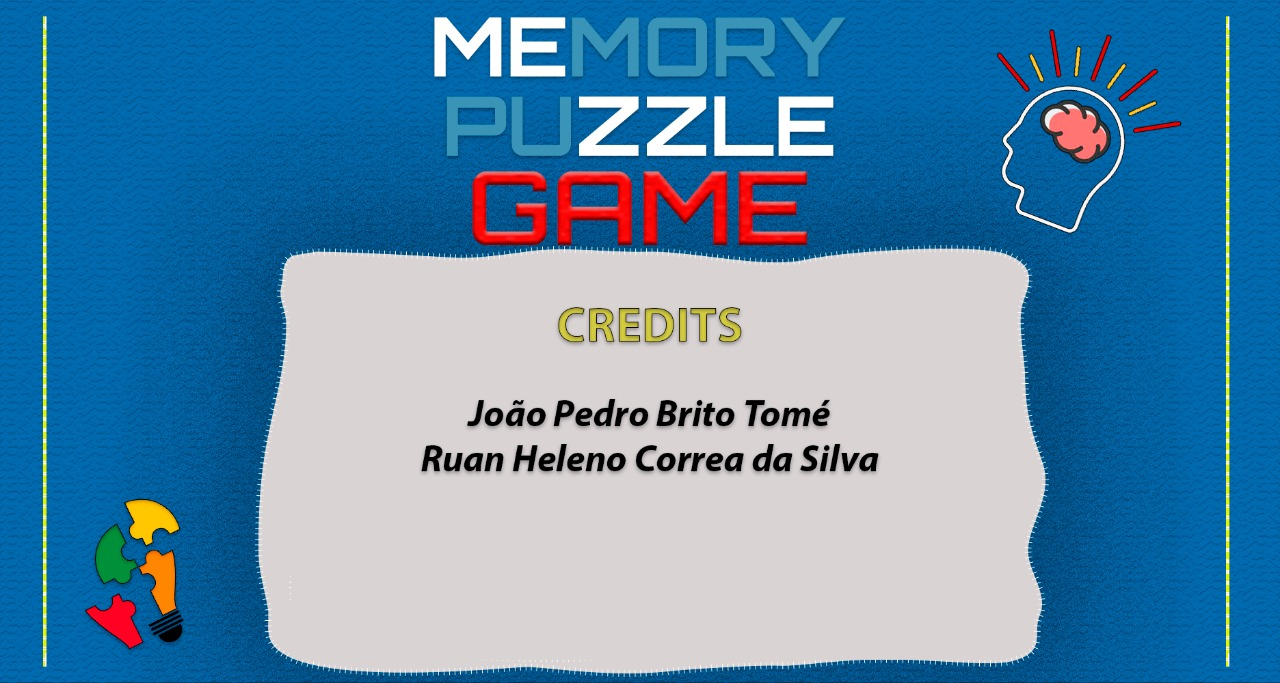 MEMORY
PUZZLE
GAME
CREDITS
João Pedro Brito Tomé
Ruan Heleno Correa da Silva